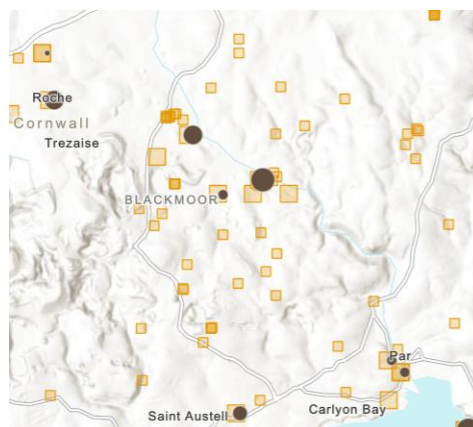 Roche
Cornwall
Trezaise
BLACKMOOR
Par
Saint Austell
Carlyon Bay